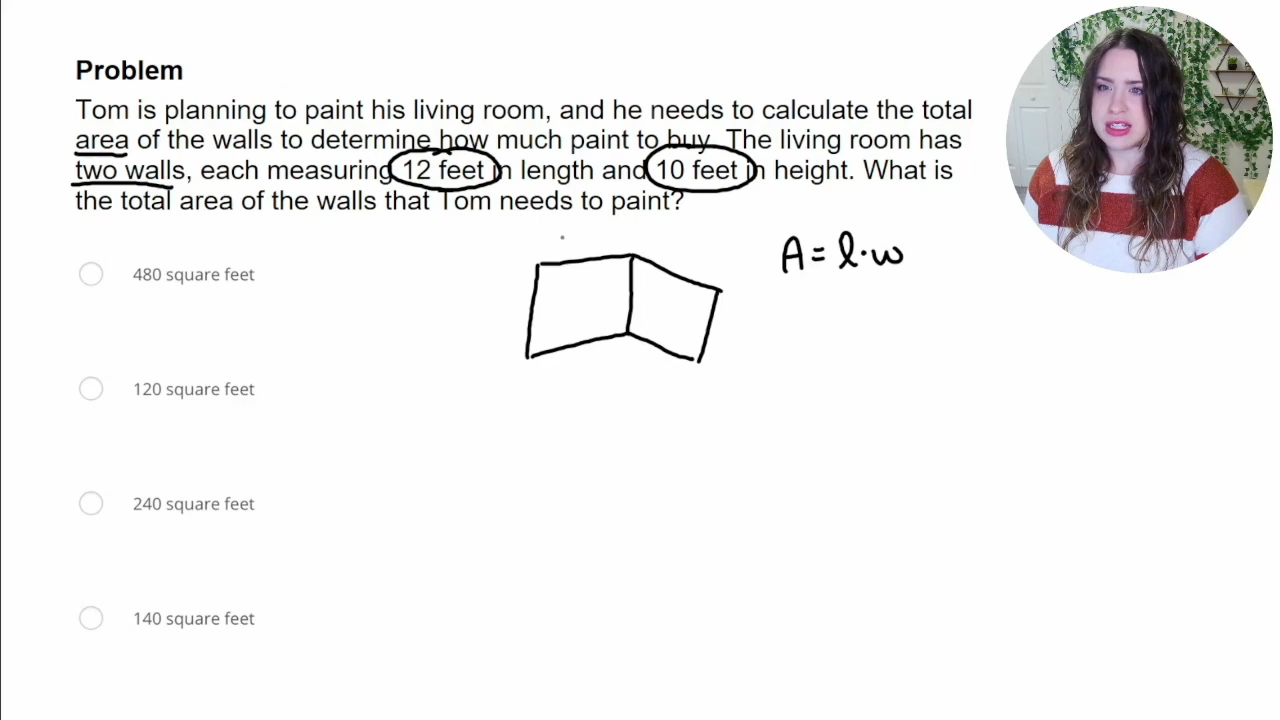 Problem
Tom is planning to paint his living room, and he needs to calculate the total
area of the walls to determine how much paint to buy. The living room has
two walls, each measuring 12 feet in length and 10 feet in height. What is
the total area of the walls that Tom needs to paint?
A = l · w
480 square feet
120 square feet
240 square feet
140 square feet